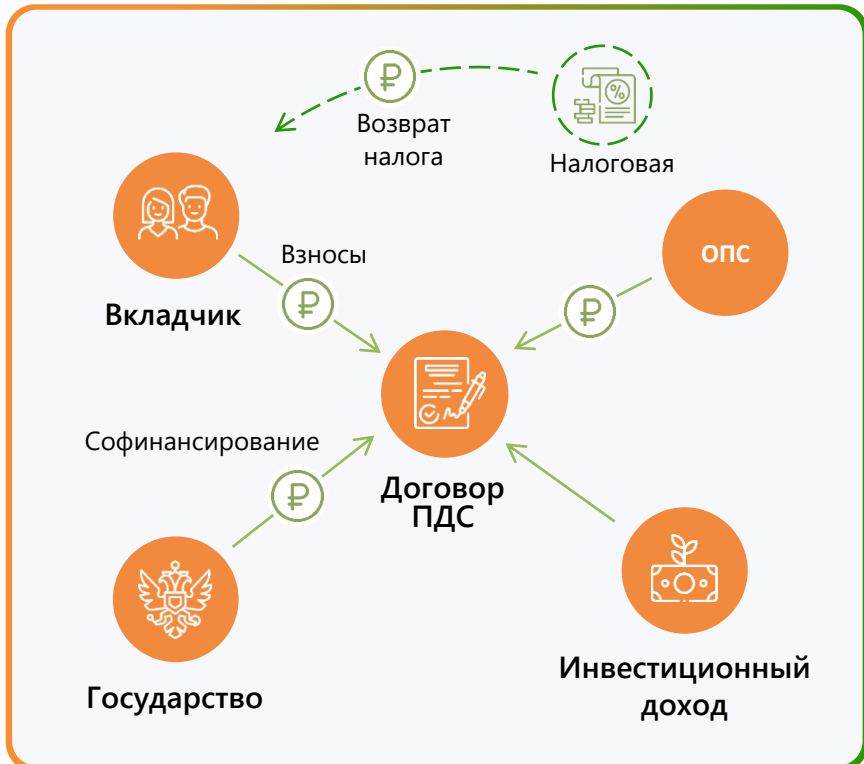 Возврат
налога
Налоговая
Взносы
Вкладчик
ОПС
Софинансирование
Договор
ПДС
Государство
Инвестиционный
доход